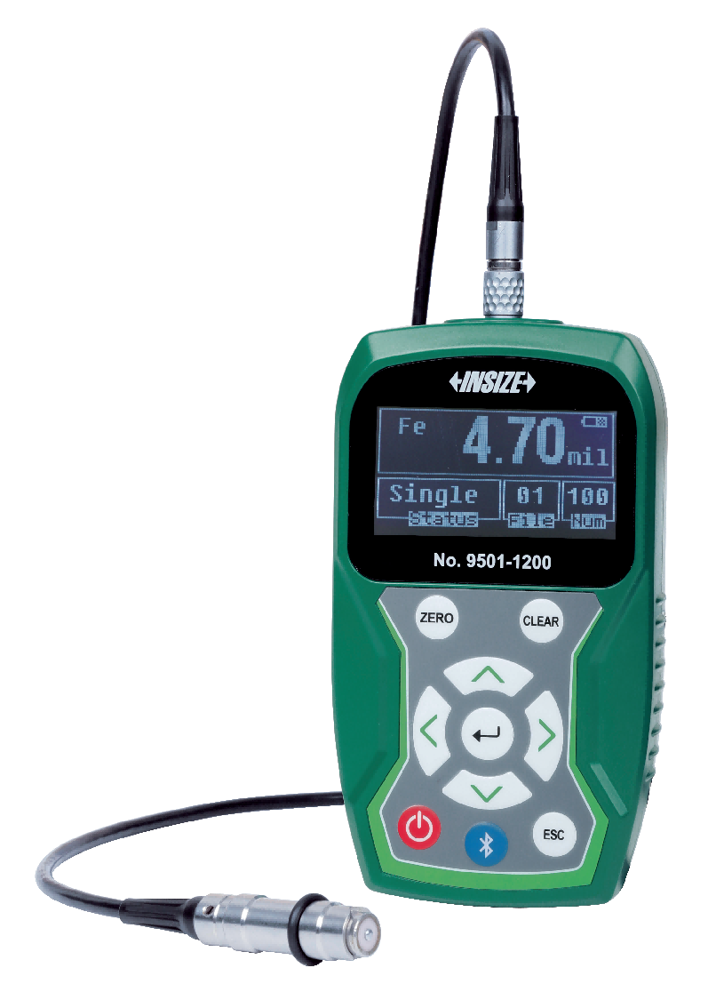 INSIZE
Fe 4.70 mil
Single 01 100
Status File Num
No. 9501-1200
ZERO CLEAR
ESC